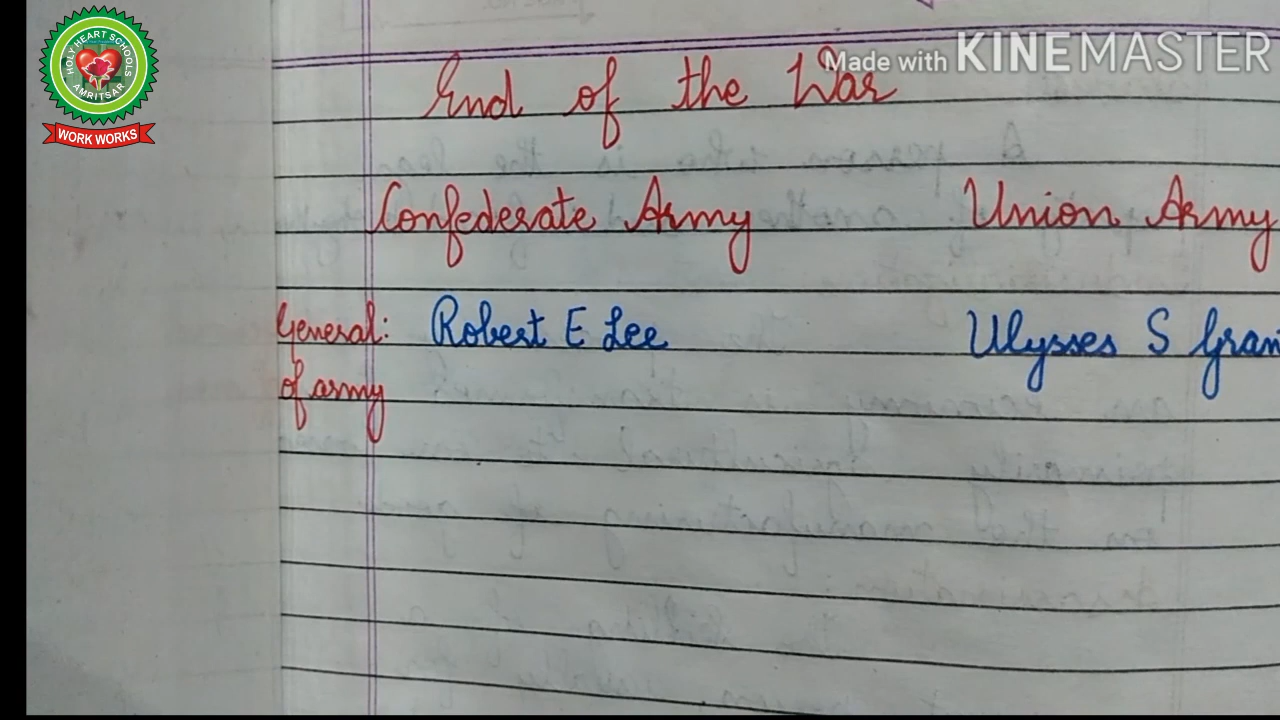 HOLY HEART SCHOOLS
AMRITSAR
WORK WORKS
Made with KINEMASTER
End of the War
Confederate Army Union Army
General: Robert E Lee Ulysses S Gran
of army